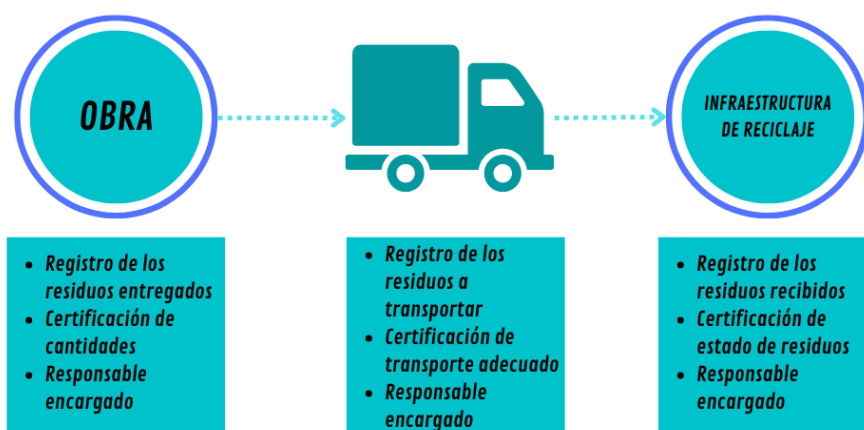 OBRA
INFRAESTRUCTURA
DE RECICLAJE
• Registro de los
residuos entregados
• Certificación de
cantidades
• Responsable
encargado
• Registro de los
residuos a
transportar
• Certificación de
transporte adecuado
• Responsable
encargado
• Registro de los
residuos recibidos
• Certificación de
estado de residuos
• Responsable
encargado